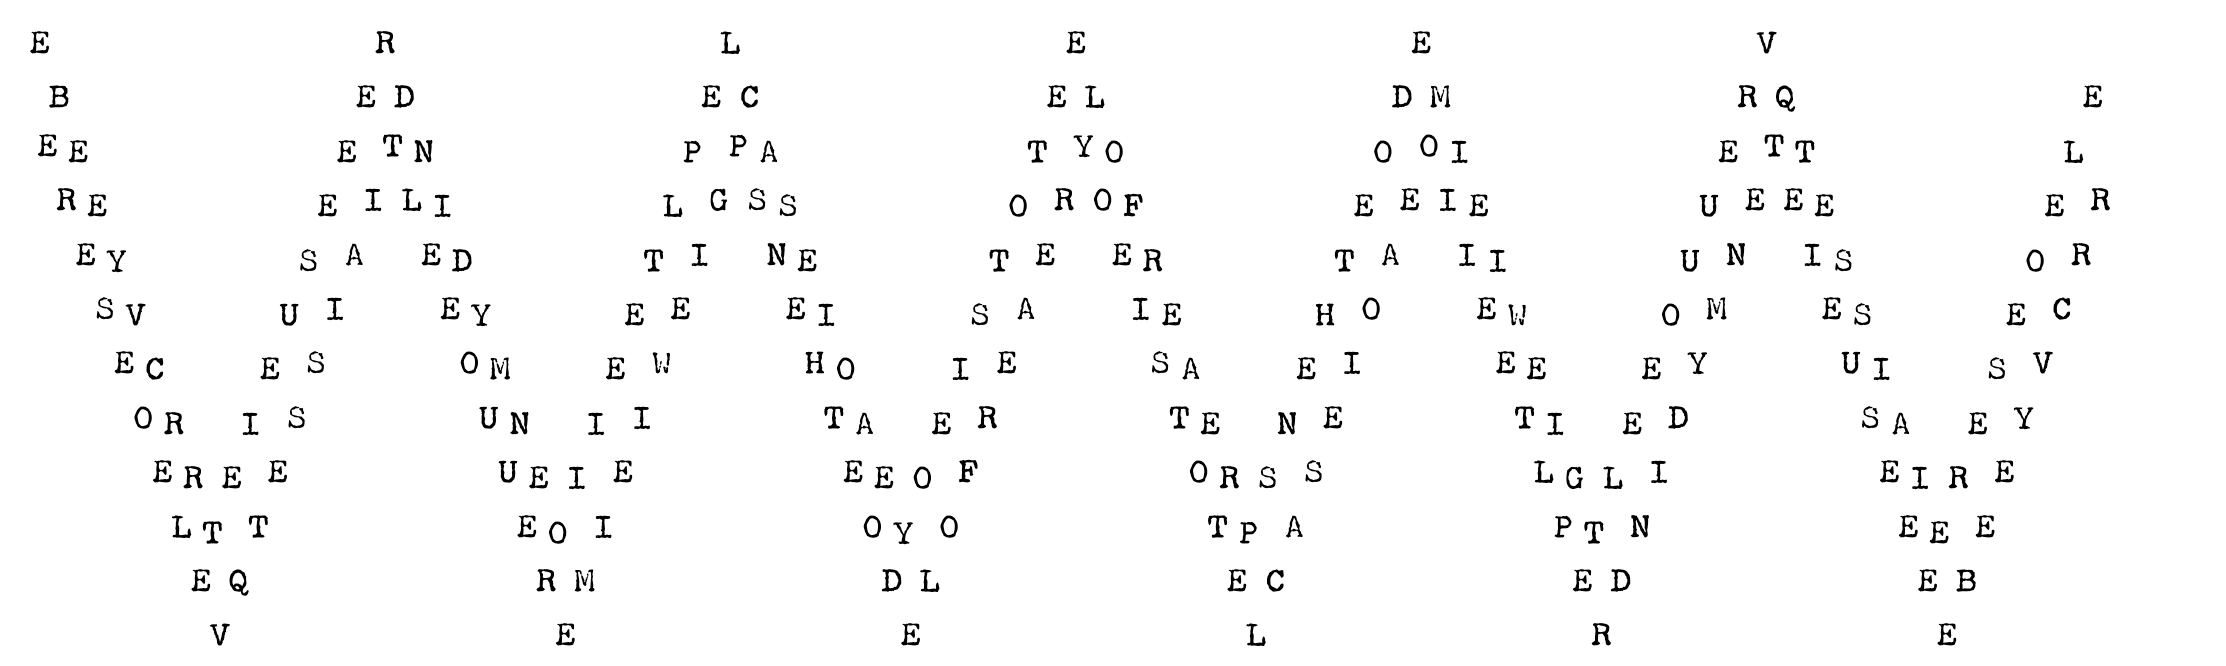 E R L E E V
B E D E C E L D M R Q E
E E E T N P P A T Y O O O I E T T L
R E E I L I L G S S O R O F E E I E U E E E E R
E Y S A E D T I N E T E E R T A I I U N I S O R
S V U I E Y E E E I S A I E H O E W O M E S E C
E C E S O M E W H O I E S A E I E E E Y U I S V
O R I S U N I I T A E R T E N E T I E D S A E Y
E R E E U E I E E E O F O R S S L G L I E I R E
L T T E O I O Y O T P A P T N E E E
E Q R M D L E C E D E B
V E E L R E